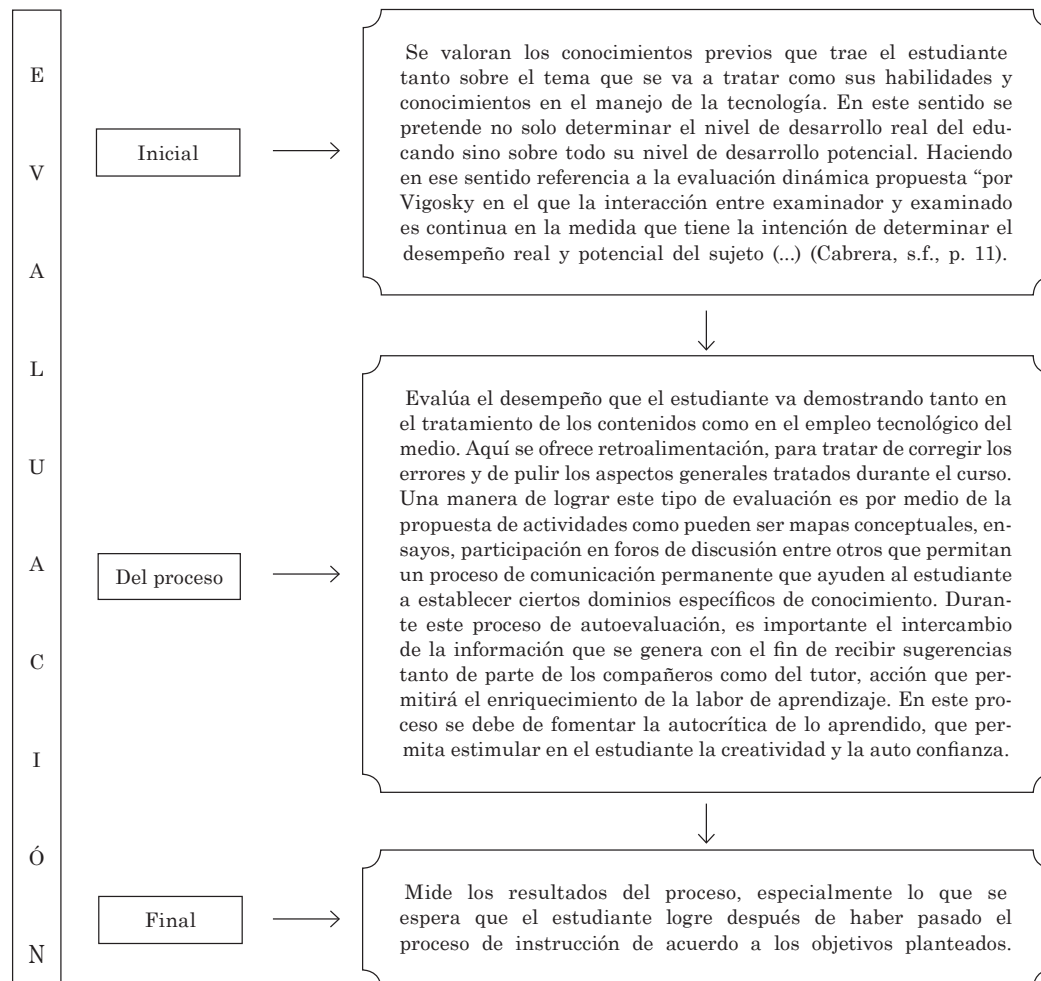 EVALUACIÓN
Inicial
Se valoran los conocimientos previos que trae el estudiante
tanto sobre el tema que se va a tratar como sus habilidades y
conocimientos en el manejo de la tecnología. En este sentido se
pretende no solo determinar el nivel de desarrollo real del edu-
cando sino sobre todo su nivel de desarrollo potencial. Haciendo
en ese sentido referencia a la evaluación dinámica propuesta “por
Vigosky en el que la interacción entre examinador y examinado
es continua en la medida que tiene la intención de determinar el
desempeño real y potencial del sujeto (...) (Cabrera, s.f., p. 11).
Del proceso
Evalúa el desempeño que el estudiante va demostrando tanto en
el tratamiento de los contenidos como en el empleo tecnológico del
medio. Aquí se ofrece retroalimentación, para tratar de corregir los
errores y de pulir los aspectos generales tratados durante el curso.
Una manera de lograr este tipo de evaluación es por medio de la
propuesta de actividades como pueden ser mapas conceptuales, en-
sayos, participación en foros de discusión entre otros que permitan
un proceso de comunicación permanente que ayuden al estudiante
a establecer ciertos dominios específicos de conocimiento. Duran-
te este proceso de autoevaluación, es importante el intercambio
de la información que se genera con el fin de recibir sugerencias
tanto de parte de los compañeros como del tutor, acción que per-
mitirá el enriquecimiento de la labor de aprendizaje. En este pro-
ceso se debe de fomentar la autocrítica de lo aprendido, que per-
mita estimular en el estudiante la creatividad y la auto confianza.
Final
Mide los resultados del proceso, especialmente lo que se
espera que el estudiante logre después de haber pasado el
proceso de instrucción de acuerdo a los objetivos planteados.